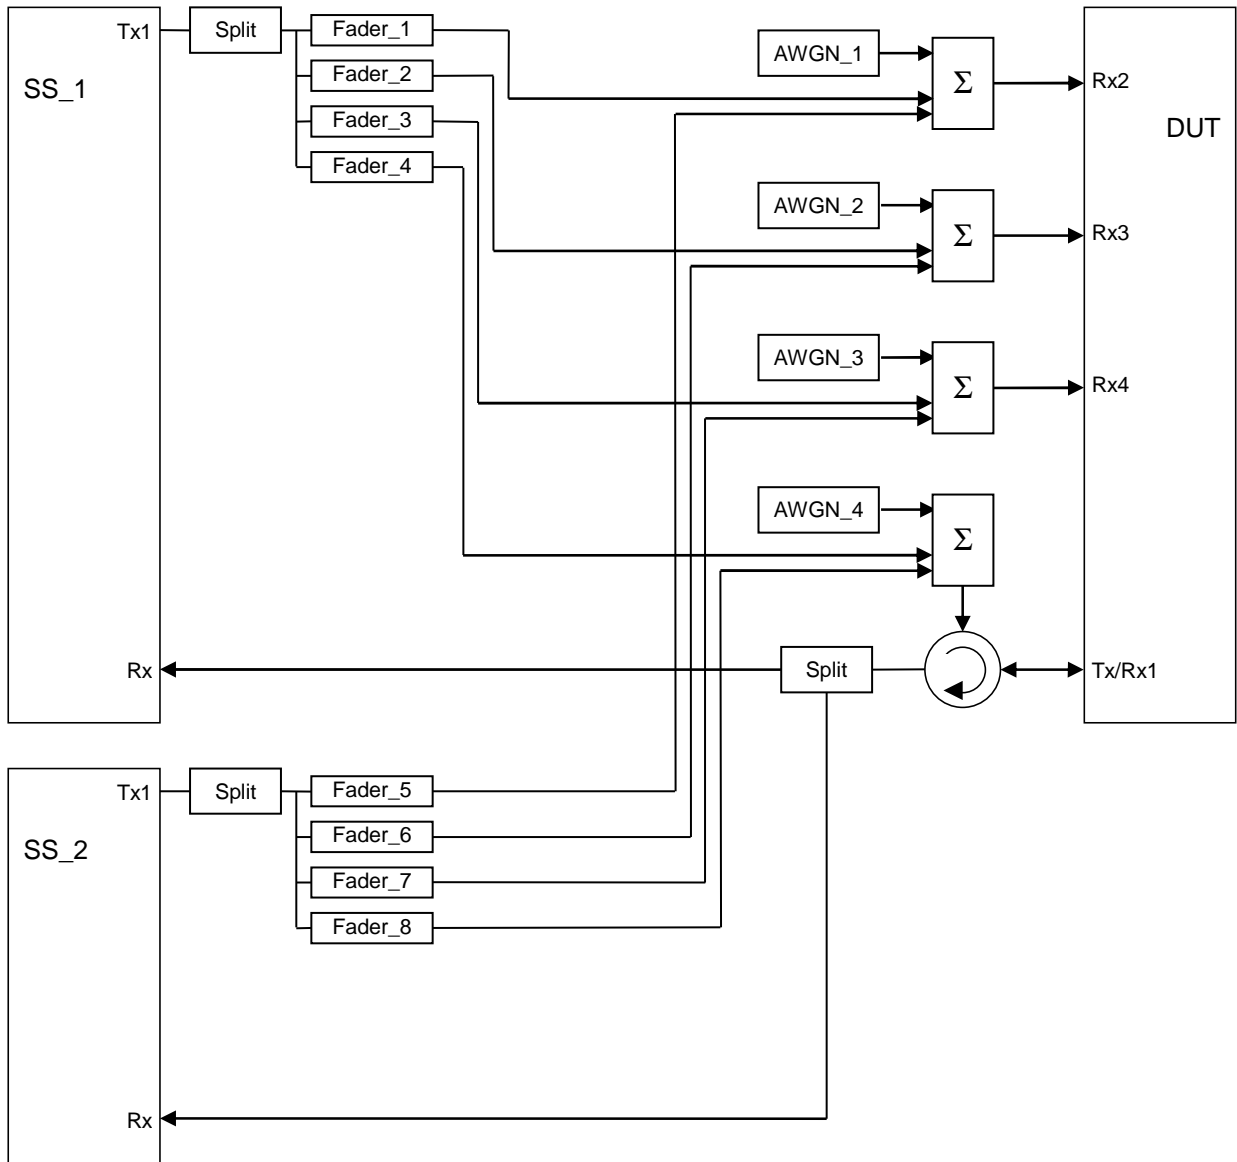 Tx1
Split
Fader_1
Fader_2
Fader_3
Fader_4
SS_1
AWGN_1
Σ
Rx2
DUT
AWGN_2
Σ
Rx3
AWGN_3
Σ
Rx4
AWGN_4
Σ
Rx
Split
Tx/Rx1
Tx1
Split
Fader_5
Fader_6
Fader_7
Fader_8
SS_2
Rx